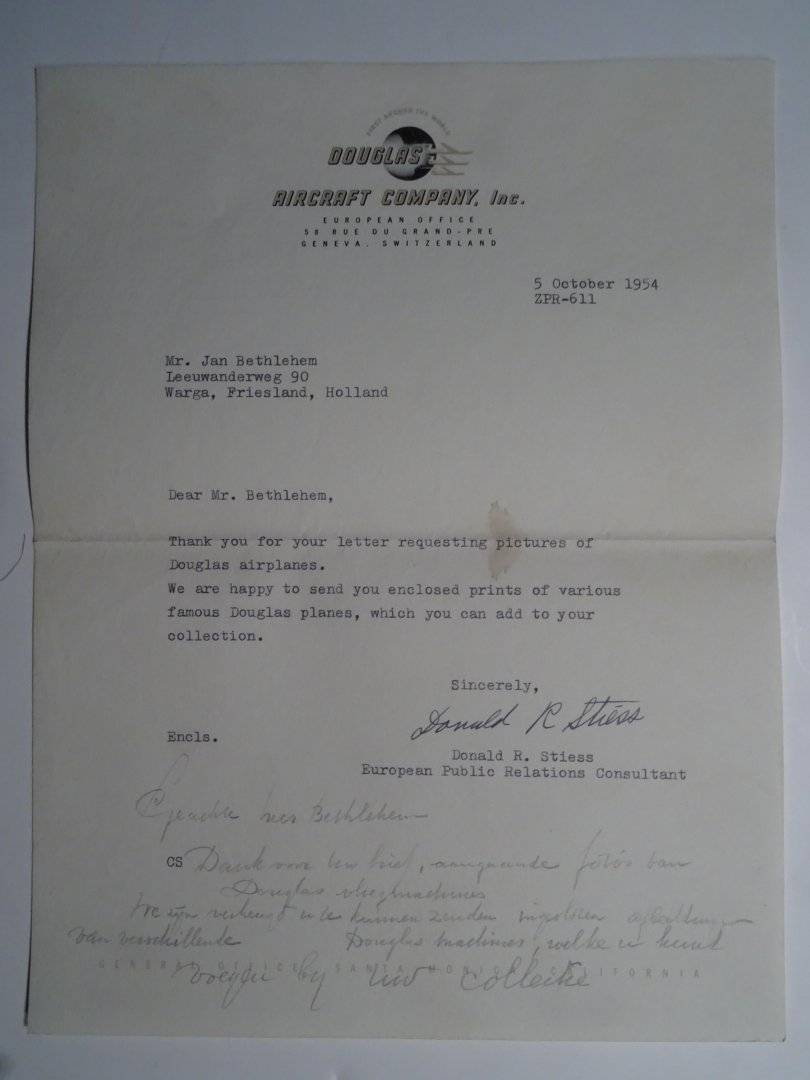 FIRST AROUND THE WORLD
DOUGLAS
AIRCRAFT COMPANY, Inc.
EUROPEAN OFFICE
58 RUE DU GRAND-PRE
GENEVA, SWITZERLAND
5 October 1954
ZPR-611
Mr. Jan Bethlehem
Leeuwanderweg 90
Warga, Friesland, Holland
Dear Mr. Bethlehem,
Thank you for your letter requesting pictures of
Douglas airplanes.
We are happy to send you enclosed prints of various
famous Douglas planes, which you can add to your
collection.
Sincerely,
Donald R Stiess
Encls.
Donald R. Stiess
European Public Relations Consultant
Geachte heer Bethlehem
CS Dank voor Uw brief, aangaande foto's van
Douglas vliegmachines
We zijn verheugd u te kunnen zenden ingesloten afbeeldingen
van verschillende Douglas machines, welke u kunt
GENERAL OFFICE SANTA MONICA CALIFORNIA
voegen by uw collectie